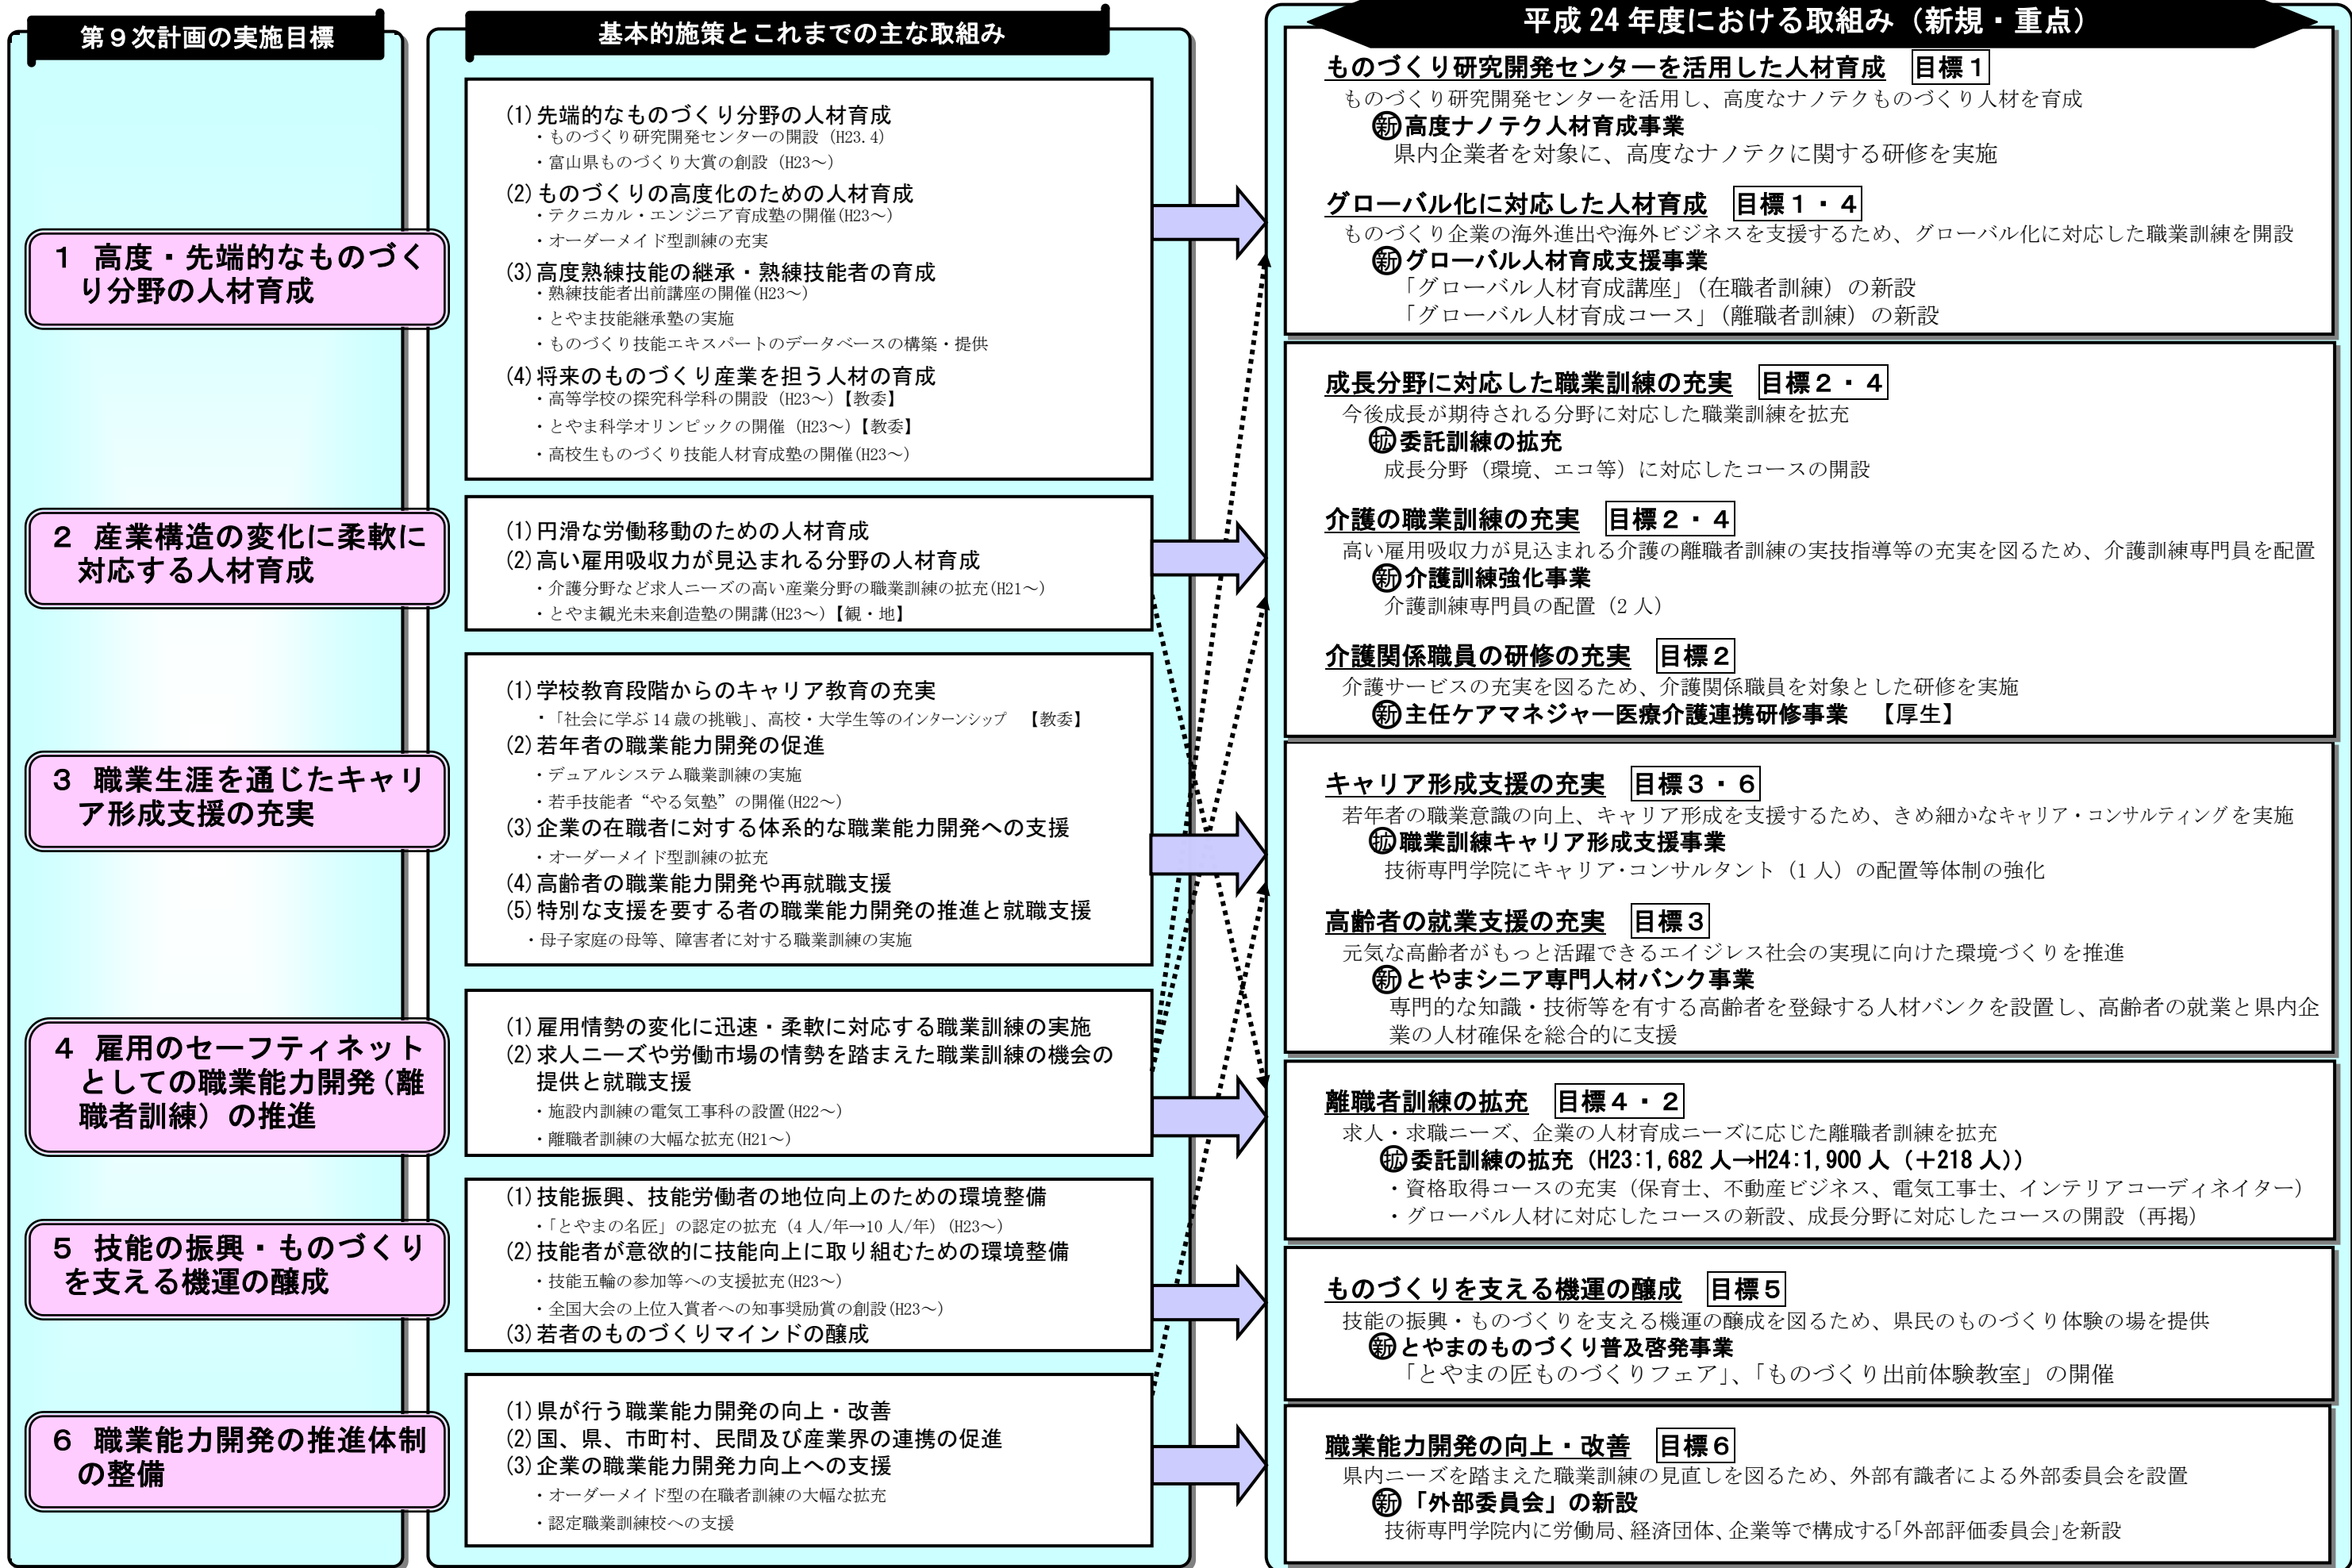 第９次計画の実施目標
１ 高度・先端的なものづく
り分野の人材育成
２ 産業構造の変化に柔軟に
対応する人材育成
３ 職業生涯を通じたキャリ
ア形成支援の充実
４ 雇用のセーフティネット
としての職業能力開発（離
職者訓練）の推進
５ 技能の振興・ものづくり
を支える機運の醸成
６ 職業能力開発の推進体制
の整備
基本的施策とこれまでの主な取組み
(1)先端的なものづくり分野の人材育成
・ものづくり研究開発センターの開設（H23.4）
・富山県ものづくり大賞の創設（H23～）
(2)ものづくりの高度化のための人材育成
・テクニカル・エンジニア育成塾の開催(H23～)
・オーダーメイド型訓練の充実
(3)高度熟練技能の継承・熟練技能者の育成
・熟練技能者出前講座の開催(H23～)
・とやま技能継承塾の実施
・ものづくり技能エキスパートのデータベースの構築・提供
(4)将来のものづくり産業を担う人材の育成
・高等学校の探究科学科の開設（H23～）【教委】
・とやま科学オリンピックの開催（H23～）【教委】
・高校生ものづくり技能人材育成塾の開催(H23～)
(1)円滑な労働移動のための人材育成
(2)高い雇用吸収力が見込まれる分野の人材育成
・介護分野など求人ニーズの高い産業分野の職業訓練の拡充(H21～)
・とやま観光未来創造塾の開講(H23～)【観・地】
(1)学校教育段階からのキャリア教育の充実
・「社会に学ぶ 14 歳の挑戦」、高校・大学生等のインターンシップ　【教委】
(2)若年者の職業能力開発の促進
・デュアルシステム職業訓練の実施
・若手技能者“やる気塾”の開催(H22～)
(3)企業の在職者に対する体系的な職業能力開発への支援
・オーダーメイド型訓練の拡充
(4)高齢者の職業能力開発や再就職支援
(5)特別な支援を要する者の職業能力開発の推進と就職支援
・母子家庭の母等、障害者に対する職業訓練の実施
(1)雇用情勢の変化に迅速・柔軟に対応する職業訓練の実施
(2)求人ニーズや労働市場の情勢を踏まえた職業訓練の機会の
提供と就職支援
・施設内訓練の電気工事科の設置(H22～)
・離職者訓練の大幅な拡充(H21～)
(1)技能振興、技能労働者の地位向上のための環境整備
・「とやまの名匠」の認定の拡充（4 人/年→10 人/年）(H23～)
(2)技能者が意欲的に技能向上に取り組むための環境整備
・技能五輪の参加等への支援拡充(H23～)
・全国大会の上位入賞者への知事奨励賞の創設(H23～)
(3)若者のものづくりマインドの醸成
(1)県が行う職業能力開発の向上・改善
(2)国、県、市町村、民間及び産業界の連携の促進
(3)企業の職業能力開発力向上への支援
・オーダーメイド型の在職者訓練の大幅な拡充
・認定職業訓練校への支援
平成 24 年度における取組み（新規・重点）
ものづくり研究開発センターを活用した人材育成　目標１
ものづくり研究開発センターを活用し、高度なナノテクものづくり人材を育成
新 高度ナノテク人材育成事業
県内企業者を対象に、高度なナノテクに関する研修を実施
グローバル化に対応した人材育成　目標１・４
ものづくり企業の海外進出や海外ビジネスを支援するため、グローバル化に対応した職業訓練を開設
新 グローバル人材育成支援事業
「グローバル人材育成講座」（在職者訓練）の新設
「グローバル人材育成コース」（離職者訓練）の新設
成長分野に対応した職業訓練の充実　目標２・４
今後成長が期待される分野に対応した職業訓練を拡充
拡 委託訓練の拡充
成長分野（環境、エコ等）に対応したコースの開設
介護の職業訓練の充実　目標２・４
高い雇用吸収力が見込まれる介護の離職者訓練の実技指導等の充実を図るため、介護訓練専門員を配置
新 介護訓練強化事業
介護訓練専門員の配置（2 人）
介護関係職員の研修の充実　目標２
介護サービスの充実を図るため、介護関係職員を対象とした研修を実施
新 主任ケアマネジャー医療介護連携研修事業　【厚生】
キャリア形成支援の充実　目標３・６
若年者の職業意識の向上、キャリア形成を支援するため、きめ細かなキャリア・コンサルティングを実施
拡 職業訓練キャリア形成支援事業
技術専門学院にキャリア・コンサルタント（1 人）の配置等体制の強化
高齢者の就業支援の充実　目標３
元気な高齢者がもっと活躍できるエイジレス社会の実現に向けた環境づくりを推進
新 とやまシニア専門人材バンク事業
専門的な知識・技術等を有する高齢者を登録する人材バンクを設置し、高齢者の就業と県内企
業の人材確保を総合的に支援
離職者訓練の拡充　目標４・２
求人・求職ニーズ、企業の人材育成ニーズに応じた離職者訓練を拡充
拡 委託訓練の拡充（H23:1,682 人→H24:1,900 人（＋218 人））
・資格取得コースの充実（保育士、不動産ビジネス、電気工事士、インテリアコーディネイター）
・グローバル人材に対応したコースの新設、成長分野に対応したコースの開設（再掲）
ものづくりを支える機運の醸成　目標５
技能の振興・ものづくりを支える機運の醸成を図るため、県民のものづくり体験の場を提供
新 とやまのものづくり普及啓発事業
「とやまの匠ものづくりフェア」、「ものづくり出前体験教室」の開催
職業能力開発の向上・改善　目標６
県内ニーズを踏まえた職業訓練の見直しを図るため、外部有識者による外部委員会を設置
新 「外部委員会」の新設
技術専門学院内に労働局、経済団体、企業等で構成する「外部評価委員会」を新設